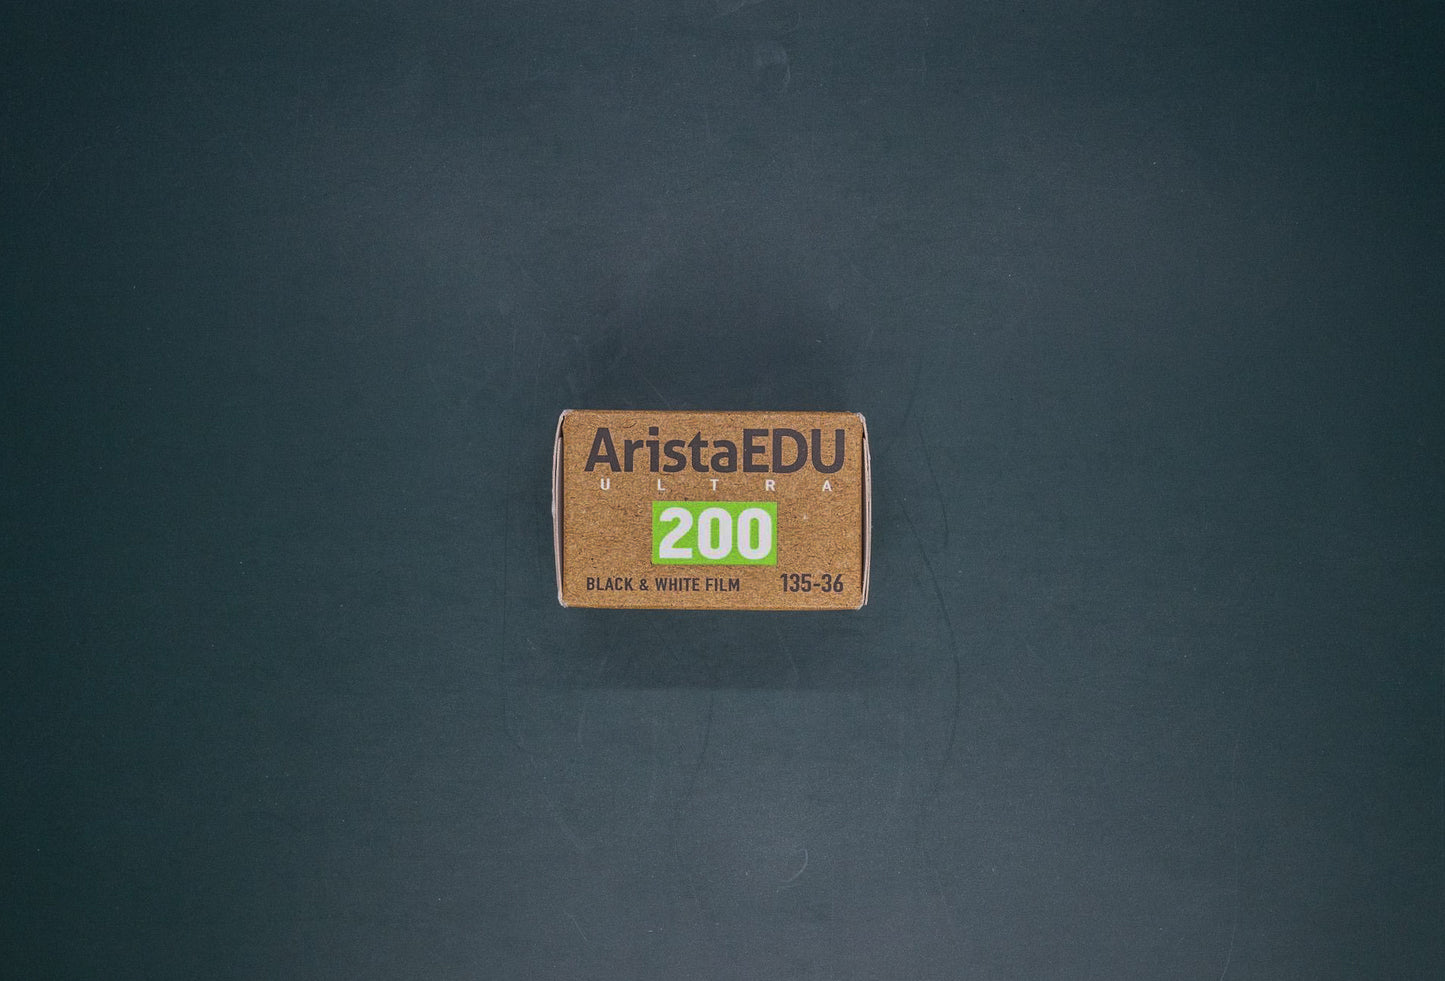 AristaEDU
ULTRA
200
BLACK & WHITE FILM 135-36